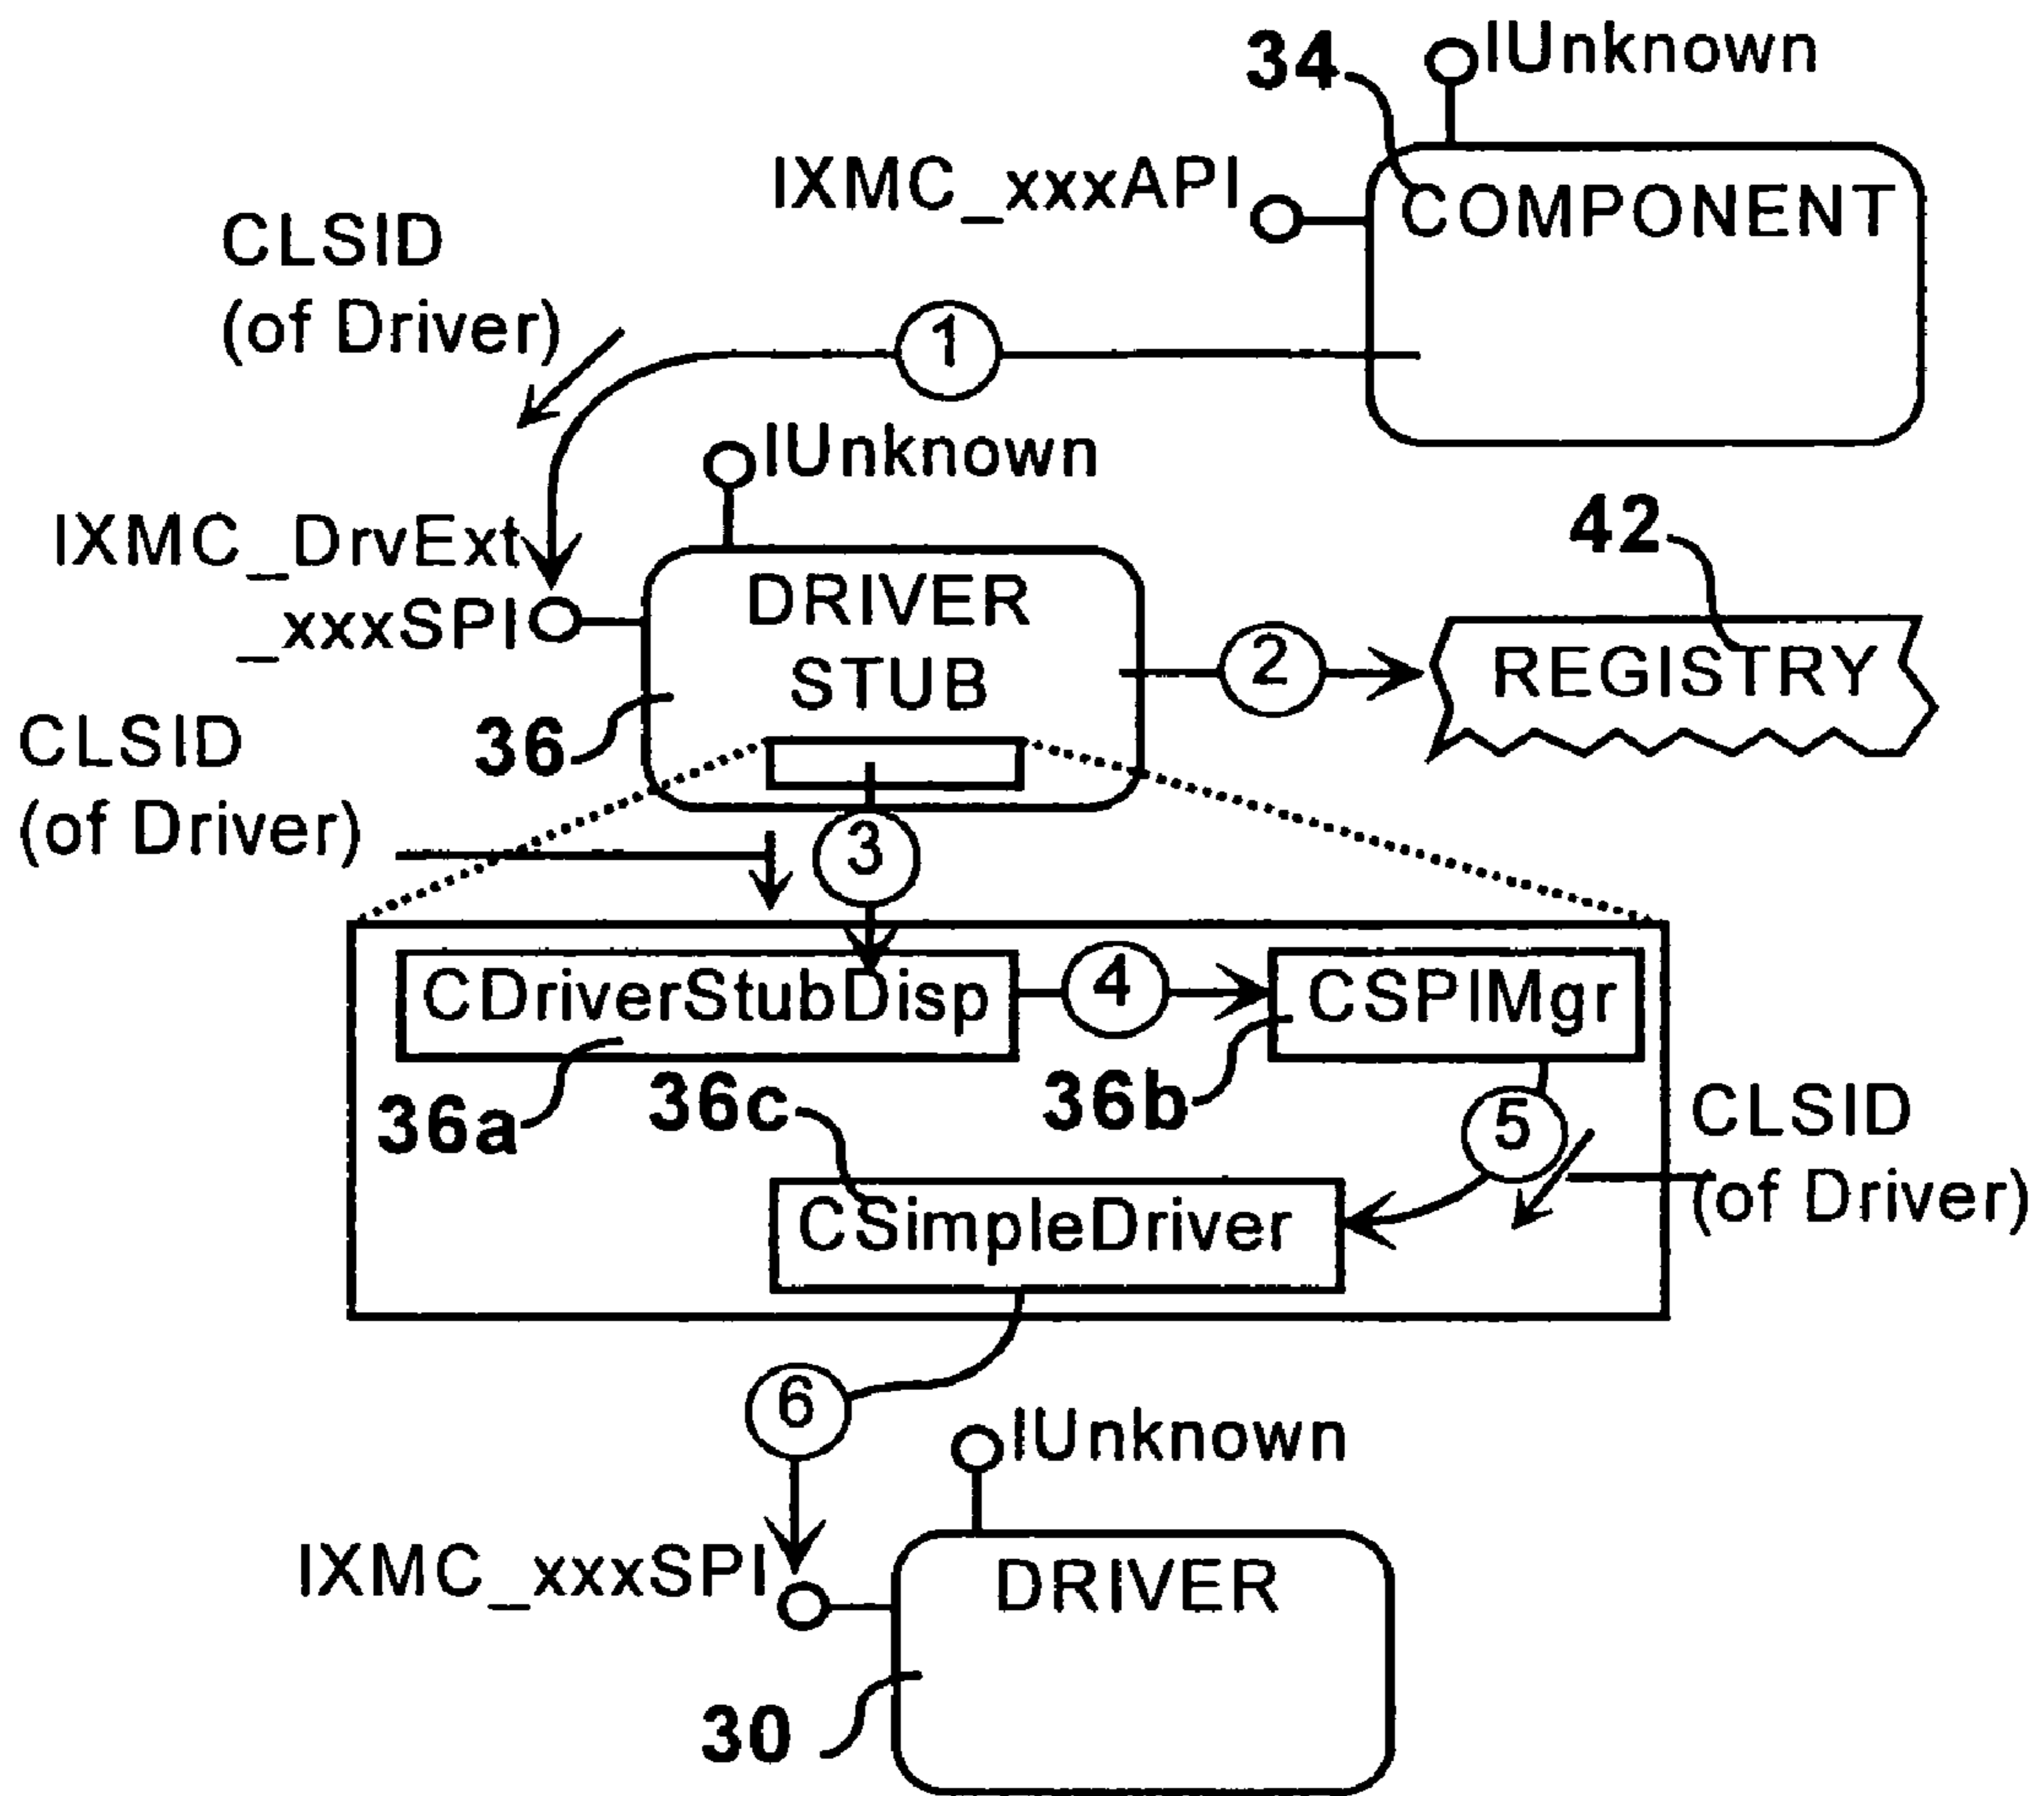 34
IUnknown
IXMC_xxxAPI
COMPONENT
CLSID
(of Driver)
1
IUnknown
IXMC_DrvExt
_xxxSPI
DRIVER
STUB
42
2
REGISTRY
36
CLSID
(of Driver)
3
CDriverStubDisp
4
CSPIMgr
36a
36c
36b
5
CLSID
(of Driver)
CSimpleDriver
6
IUnknown
IXMC_xxxSPI
DRIVER
30